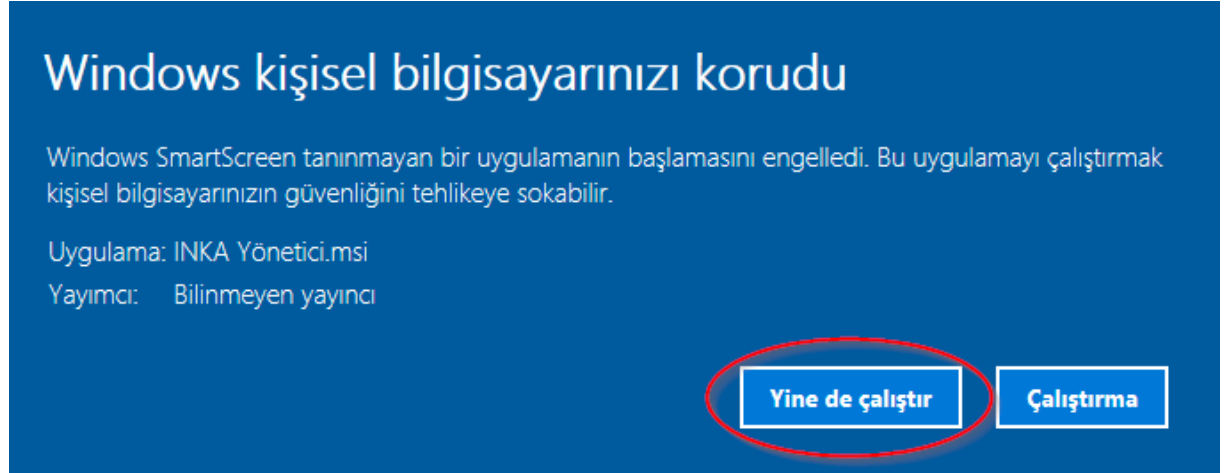 Windows kişisel bilgisayarınızı korudu
Windows SmartScreen tanınmayan bir uygulamanın başlamasını engelledi. Bu uygulamayı çalıştırmak
kişisel bilgisayarınızın güvenliğini tehlikeye sokabilir.
Uygulama: INKA Yönetici.msi
Yayımcı: Bilinmeyen yayıncı
Yine de çalıştır Çalıştırma